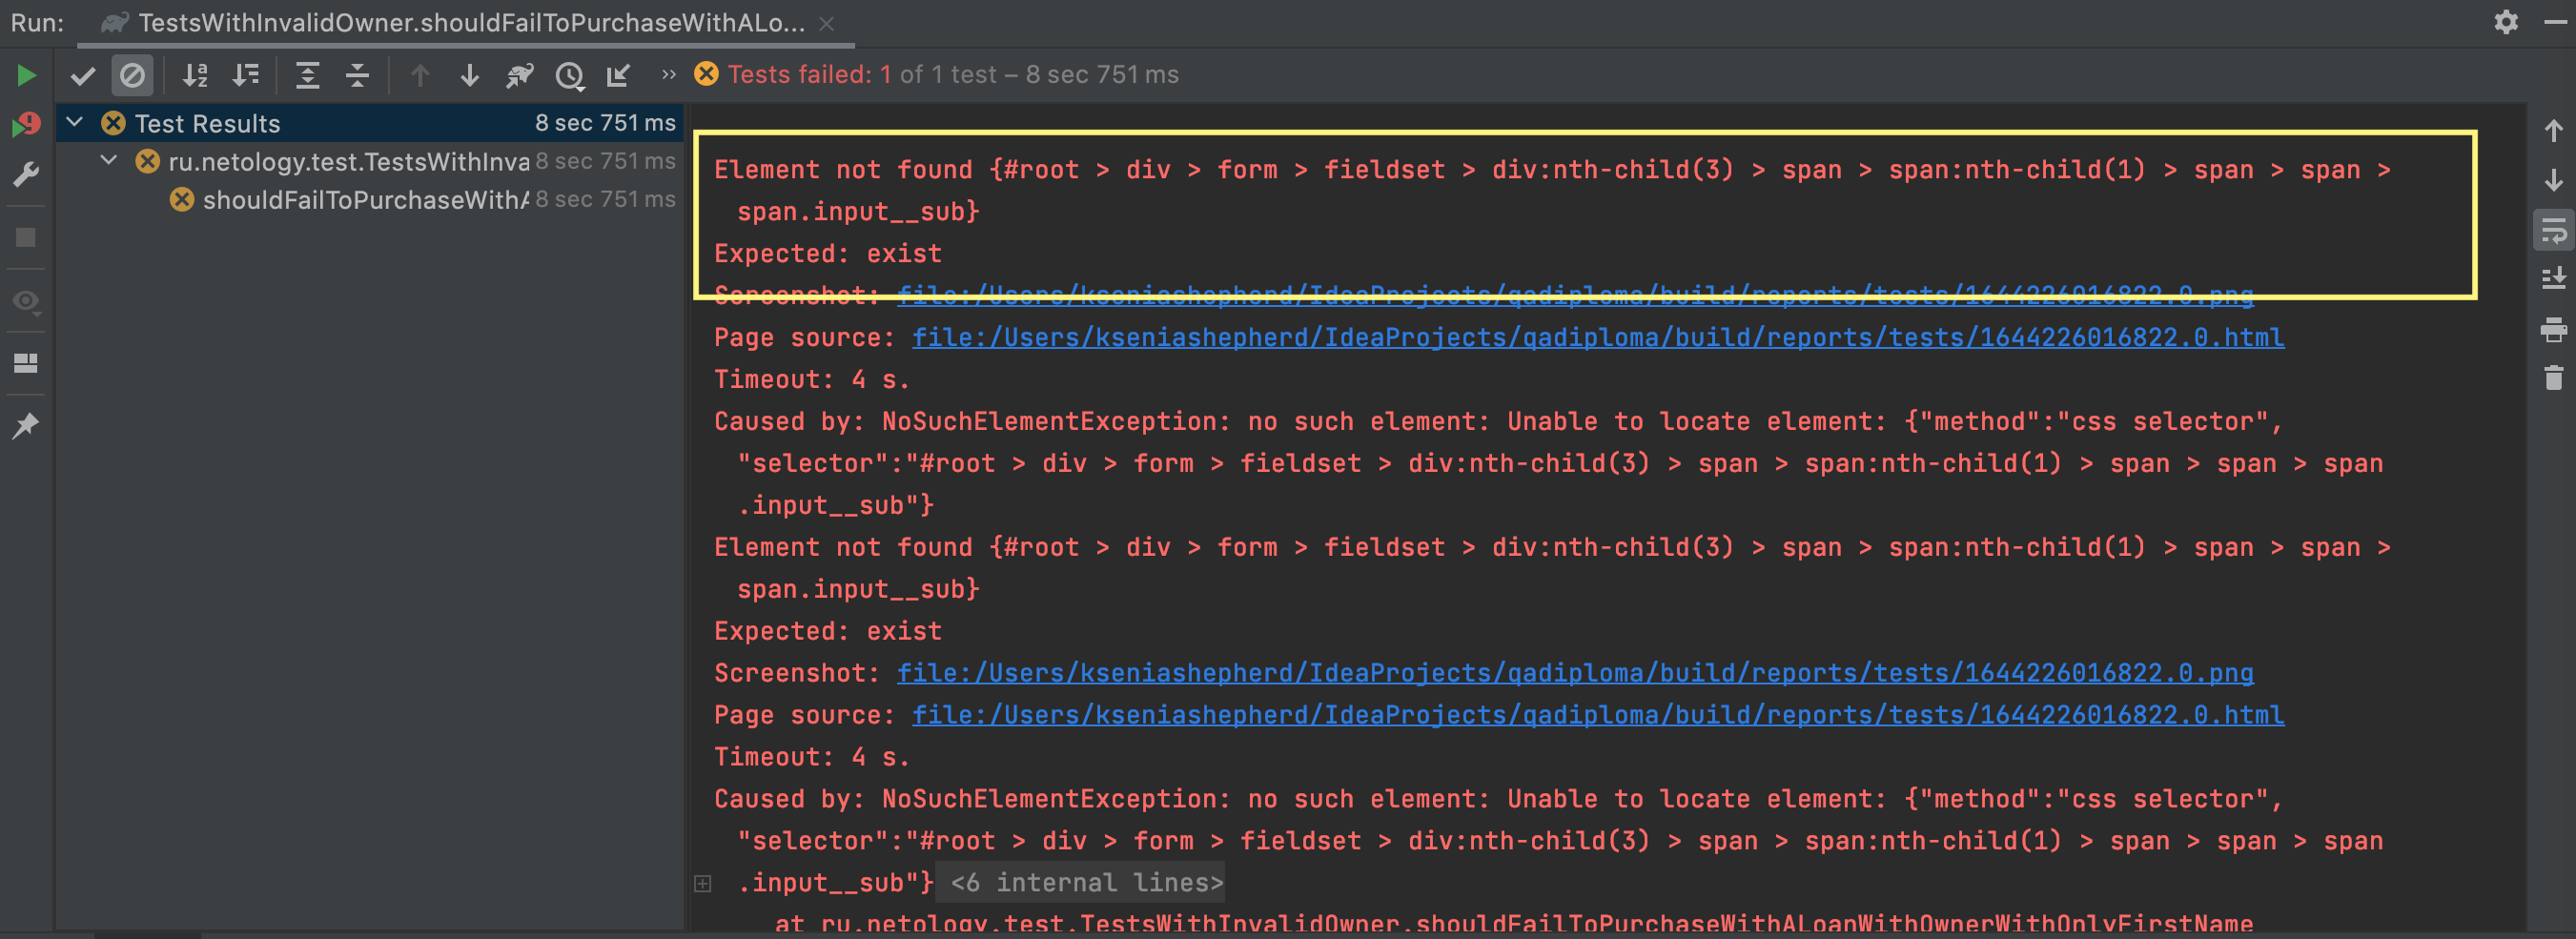 Run: TestsWithInvalidOwner.shouldFailToPurchaseWithALo...
Tests failed: 1 of 1 test – 8 sec 751 ms
Test Results 8 sec 751 ms
ru.netology.test.TestsWithInva 8 sec 751 ms
shouldFailToPurchaseWithA 8 sec 751 ms
Element not found {#root > div > form > fieldset > div:nth-child(3) > span > span:nth-child(1) > span > span >
span.input__sub}
Expected: exist
Screenshot: file:/Users/kseniashepherd/IdeaProjects/qadiploma/build/reports/tests/1644226016822.0.png
Page source: file:/Users/kseniashepherd/IdeaProjects/qadiploma/build/reports/tests/1644226016822.0.html
Timeout: 4 s.
Caused by: NoSuchElementException: no such element: Unable to locate element: {"method":"css selector",
"selector":"#root > div > form > fieldset > div:nth-child(3) > span > span:nth-child(1) > span > span > span
.input__sub"}
Element not found {#root > div > form > fieldset > div:nth-child(3) > span > span:nth-child(1) > span > span >
span.input__sub}
Expected: exist
Screenshot: file:/Users/kseniashepherd/IdeaProjects/qadiploma/build/reports/tests/1644226016822.0.png
Page source: file:/Users/kseniashepherd/IdeaProjects/qadiploma/build/reports/tests/1644226016822.0.html
Timeout: 4 s.
Caused by: NoSuchElementException: no such element: Unable to locate element: {"method":"css selector",
"selector":"#root > div > form > fieldset > div:nth-child(3) > span > span:nth-child(1) > span > span > span
.input__sub"} <6 internal lines>
at ru.netology.test.TestsWithInvalidOwner.shouldFailToPurchaseWithALoanWithOwnerWithOnlyFirstName